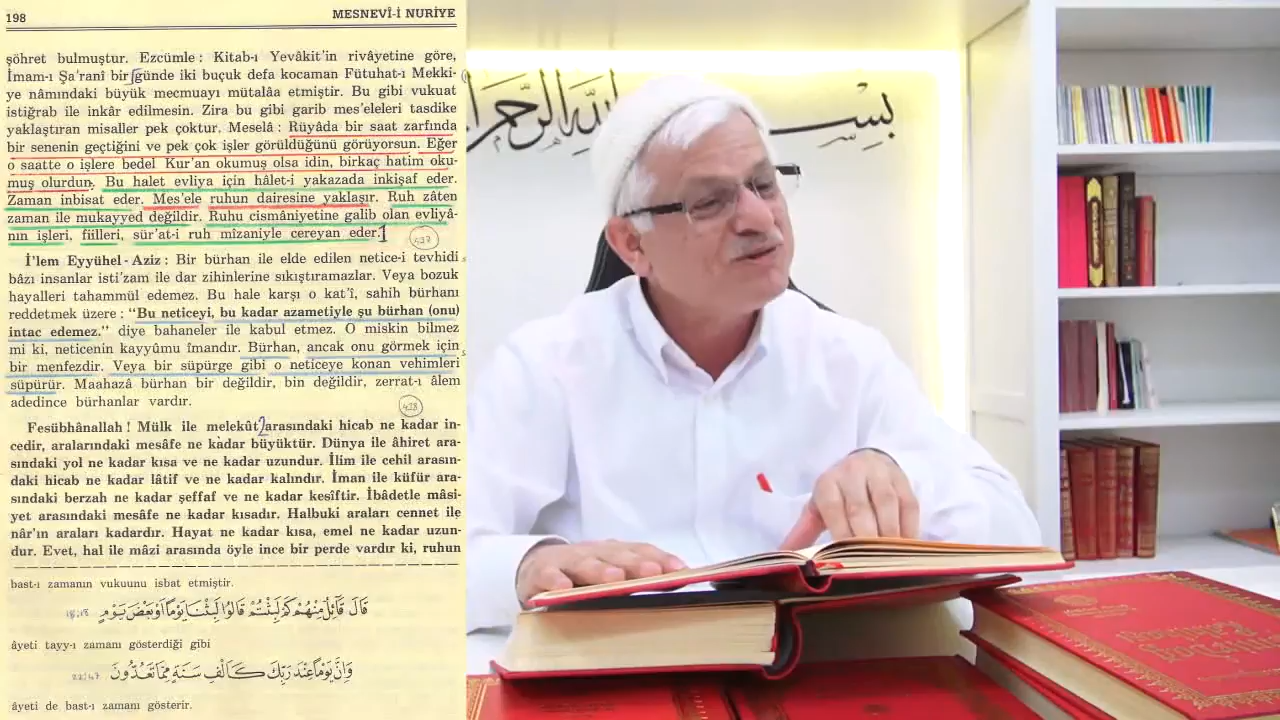 198
MESNEVÎ-İ NURİYE
şöhret bulmuştur. Ezcümle : Kitab-ı Yevâkit'in rivâyetine göre,
İmam-ı Şa'ranî bir günde iki buçuk defa kocaman Fütuhat-ı Mekki-
ye nâmındaki büyük mecmuayı mütalâa etmiştir. Bu gibi vukuat
istiğrab ile inkâr edilmesin. Zira bu gibi garib mes'eleleri tasdike
yaklaştıran misaller pek çoktur. Meselâ : Rüyâda bir saat zarfında
bir senenin geçtiğini ve pek çok işler görüldüğünü görüyorsun. Eğer
o saatte o işlere bedel Kur'an okumuş olsa idin, birkaç hatim oku-
muş olurdun. Bu halet evliya için hâlet-i yakazada inkişaf eder.
Zaman inbisat eder. Mes'ele ruhun dairesine yaklaşır. Ruh zâten
zaman ile mukayyed değildir. Ruhu cismâniyetine galib olan evliyâ-
nın işleri, fiilleri, sür'at-i ruh mîzaniyle cereyan eder.1
İ'lem Eyyühel - Aziz : Bir bürhan ile elde edilen netice-i tevhidi
bâzı insanlar isti'zam ile dar zihinlerine sıkıştıramazlar. Veya bozuk
hayalleri tahammül edemez. Bu hale karşı o kat'î, sahih bürhanı
reddetmek üzere : “Bu neticeyi, bu kadar azametiyle şu bürhan (onu)
intac edemez.” diye bahaneler ile kabul etmez. O miskin bilmez
mi ki, neticenin kayyûmu îmandır. Bürhan, ancak onu görmek için
bir menfezdir. Veya bir süpürge gibi o neticeye konan vehimleri
süpürür. Maahazâ bürhan bir değildir, bin değildir, zerrat-ı âlem
adedince bürhanlar vardır.
428
Fesübhânallah ! Mülk ile melekût2 arasındaki hicab ne kadar in-
cedir, aralarındaki mesâfe ne kadar büyüktür. Dünya ile âhiret ara-
sındaki yol ne kadar kısa ve ne kadar uzundur. İlim ile cehil arasın-
daki hicab ne kadar lâtif ve ne kadar kalındır. İman ile küfür ara-
sındaki berzah ne kadar şeffaf ve ne kadar kesîftir. İbâdetle mâsi-
yet arasındaki mesâfe ne kadar kısadır. Halbuki araları cennet ile
nâr'ın araları kadardır. Hayat ne kadar kısa, emel ne kadar uzun-
dur. Evet, hal ile mâzi arasında öyle ince bir perde vardır ki, ruhun
bast-ı zamanın vukuunu isbat etmiştir.
قَالَ قَائِلٌ مِنْهُمْ كَمْ لَبِثْتُمْ قَالُوا لَبِثْنَا يَوْمًا اَوْ بَعْضَ يَوْمٍ
âyeti tayy-ı zamanı gösterdiği gibi
وَاِنَّ يَوْمًا عِنْدَ رَبِّكَ كَاَلْفِ سَنَةٍ مِمَّا تَعُدُّونَ 22:47
âyeti de bast-ı zamanı gösterir.
بسم الله الرحمن